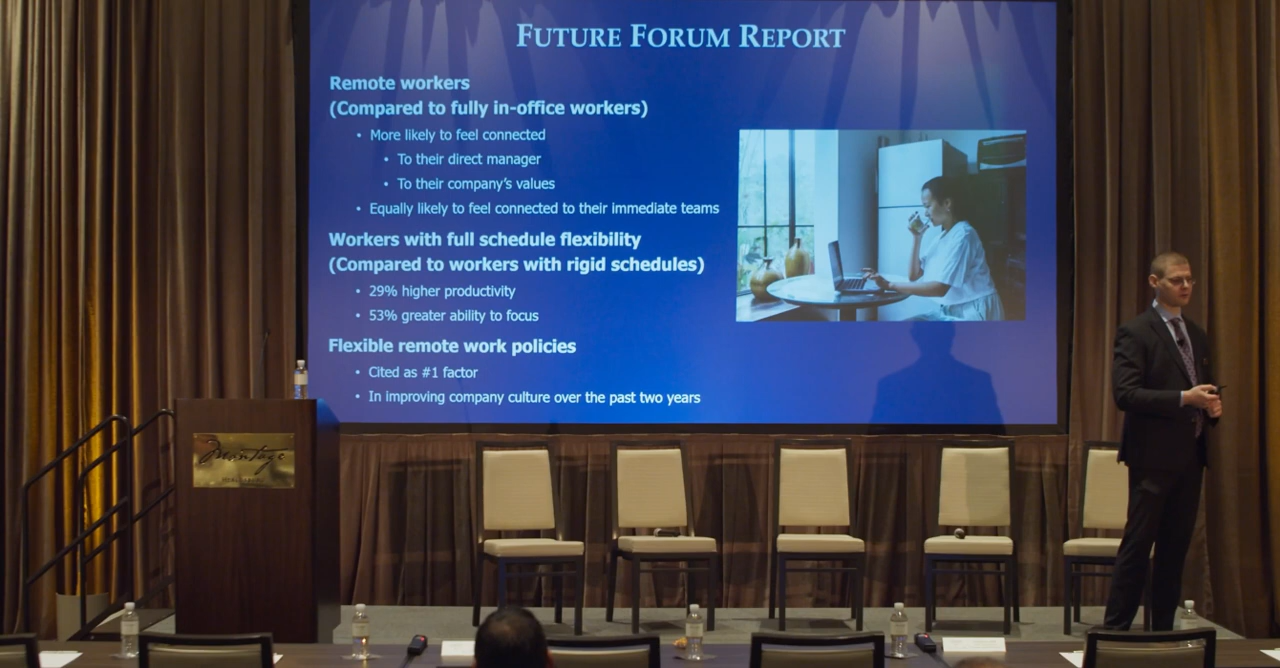 FUTURE FORUM REPORT
Remote workers
(Compared to fully in-office workers)
• More likely to feel connected
• To their direct manager
• To their company's values
• Equally likely to feel connected to their immediate teams
Workers with full schedule flexibility
(Compared to workers with rigid schedules)
• 29% higher productivity
• 53% greater ability to focus
Flexible remote work policies
• Cited as #1 factor
• In improving company culture over the past two years
Montage